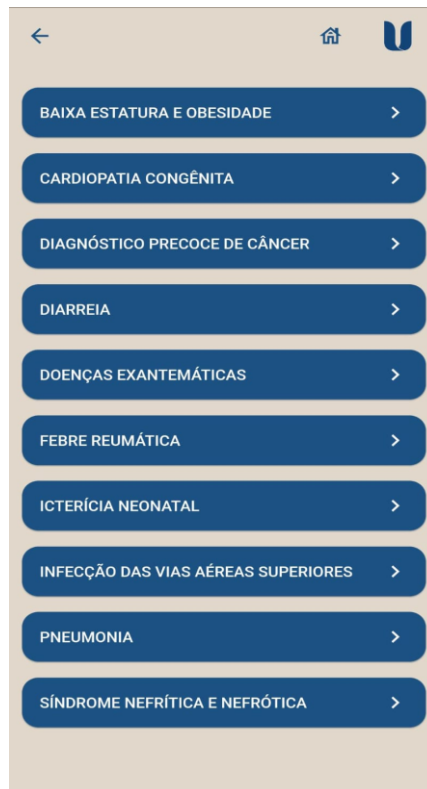 BAIXA ESTATURA E OBESIDADE
CARDIOPATIA CONGÊNITA
DIAGNÓSTICO PRECOCE DE CÂNCER
DIARREIA
DOENÇAS EXANTEMÁTICAS
FEBRE REUMÁTICA
ICTERÍCIA NEONATAL
INFECÇÃO DAS VIAS AÉREAS SUPERIORES
PNEUMONIA
SÍNDROME NEFRÍTICA E NEFRÓTICA